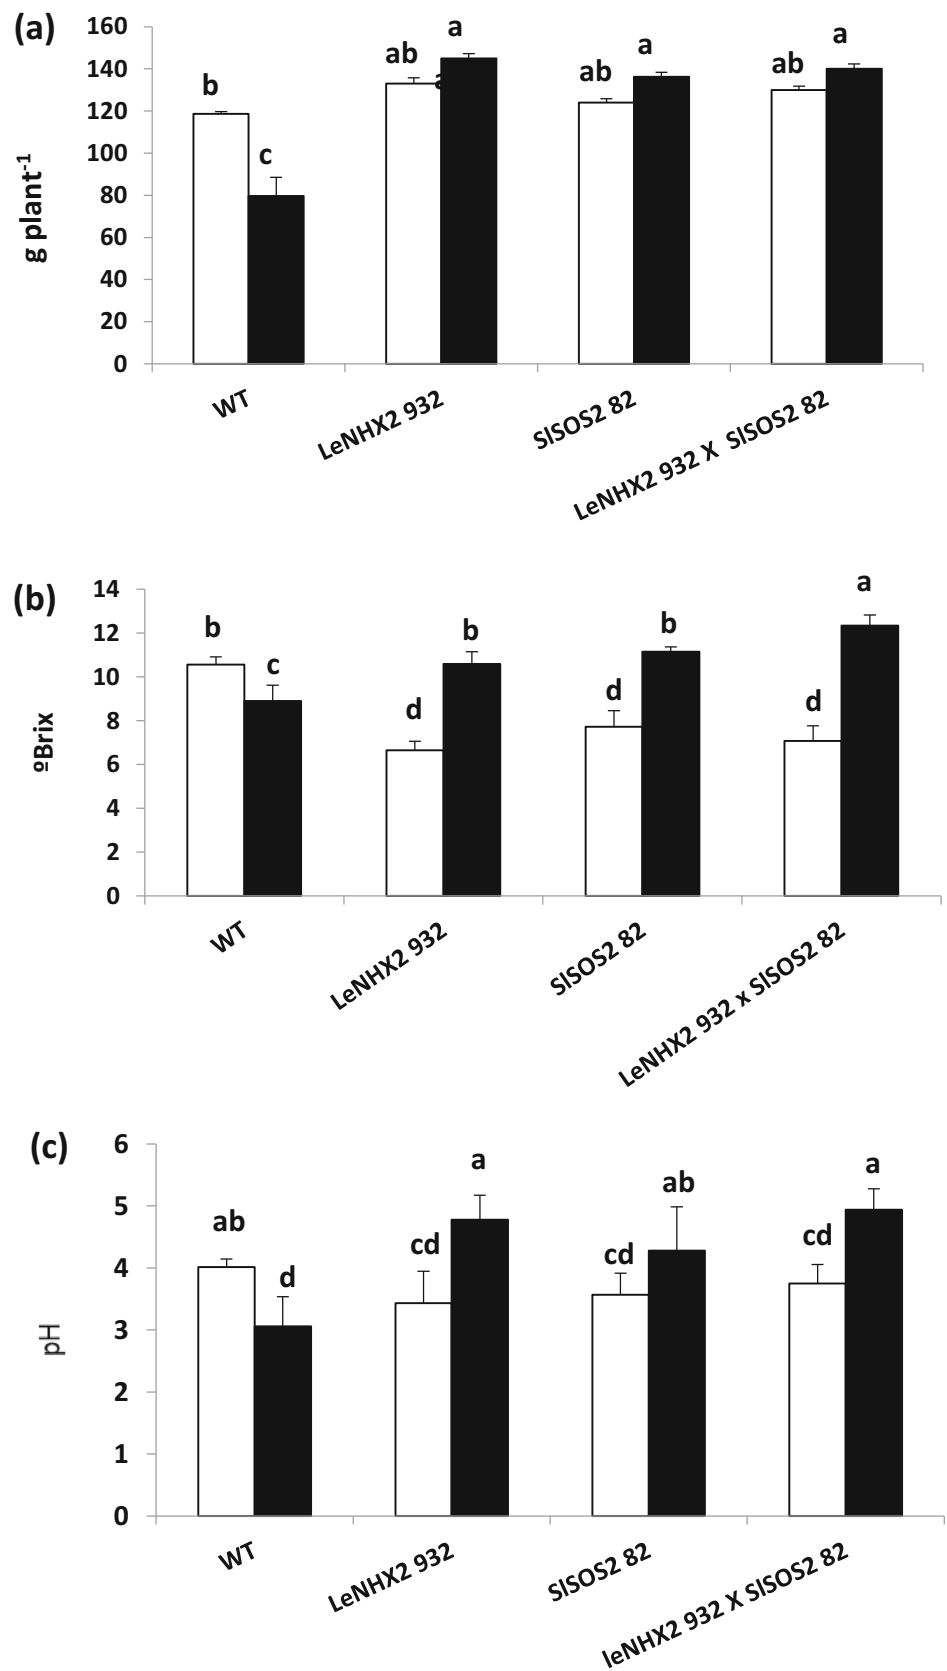 (a)
g plant-1
160
140
120
100
80
60
40
20
0
b
c
ab
a
a
ab
a
ab
a
WT
LeNHX2 932
SlSOS2 82
LeNHX2 932 X SlSOS2 82
(b)
ºBrix
14
12
10
8
6
4
2
0
b
c
d
b
d
b
d
a
WT
LeNHX2 932
SlSOS2 82
LeNHX2 932 x SlSOS2 82
(c)
pH
6
5
4
3
2
1
0
ab
d
cd
a
cd
ab
cd
a
WT
LeNHX2 932
SlSOS2 82
leNHX2 932 X SlSOS2 82